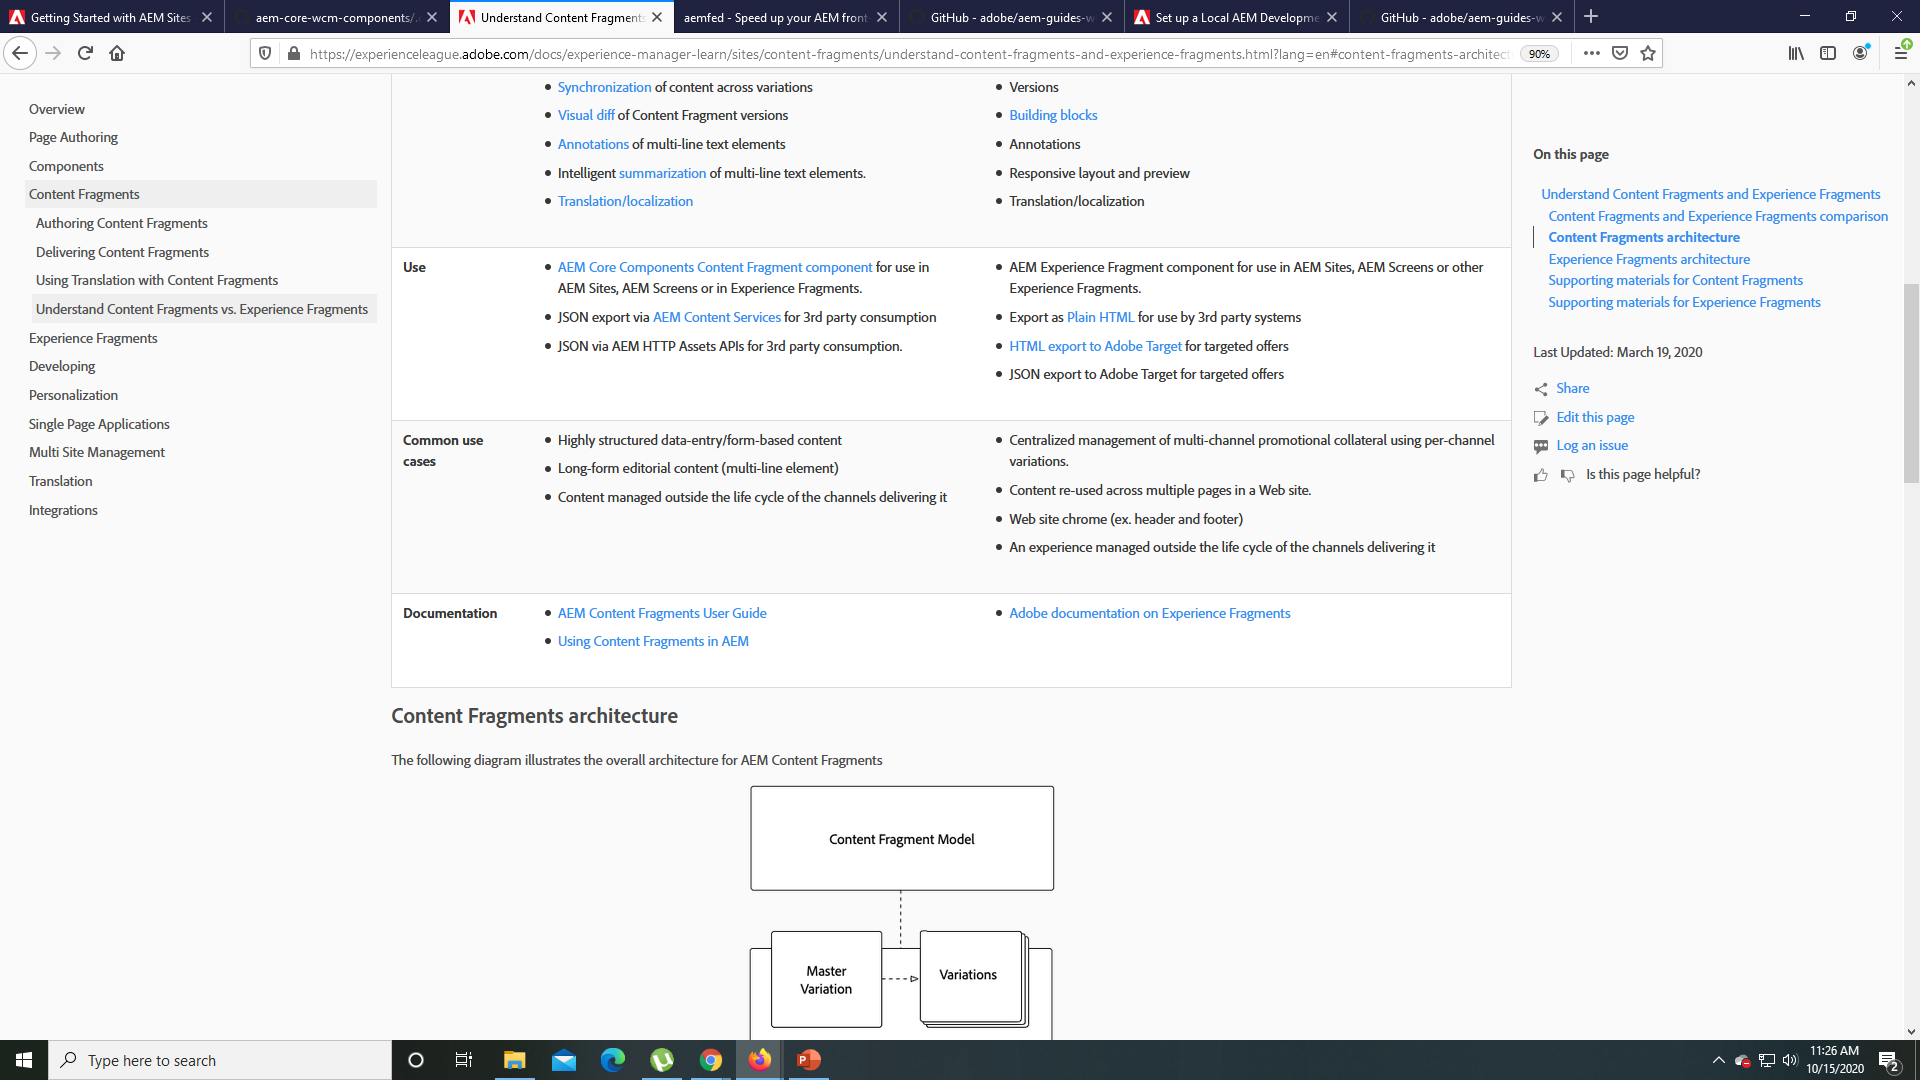 Getting Started with AEM Sites
aem-core-wcm-components/.
Understand Content Fragments
aemfed - Speed up your AEM front
GitHub - adobe/aem-guides-w
Set up a Local AEM Developme
GitHub - adobe/aem-guides-w
https://experienceleague.adobe.com/docs/experience-manager-learn/sites/content-fragments/understand-content-fragments-and-experience-fragments.html?lang=en#content-fragments-architect
90%
Overview
Page Authoring
Components
Content Fragments
Authoring Content Fragments
Delivering Content Fragments
Using Translation with Content Fragments
Understand Content Fragments vs. Experience Fragments
Experience Fragments
Developing
Personalization
Single Page Applications
Multi Site Management
Translation
Integrations
Synchronization of content across variations
Visual diff of Content Fragment versions
Annotations of multi-line text elements
Intelligent summarization of multi-line text elements.
Translation/localization
Versions
Building blocks
Annotations
Responsive layout and preview
Translation/localization
Use
AEM Core Components Content Fragment component for use in
AEM Sites, AEM Screens or in Experience Fragments.
JSON export via AEM Content Services for 3rd party consumption
JSON via AEM HTTP Assets APIs for 3rd party consumption.
AEM Experience Fragment component for use in AEM Sites, AEM Screens or other
Experience Fragments.
Export as Plain HTML for use by 3rd party systems
HTML export to Adobe Target for targeted offers
JSON export to Adobe Target for targeted offers
Common use
cases
Highly structured data-entry/form-based content
Long-form editorial content (multi-line element)
Content managed outside the life cycle of the channels delivering it
Centralized management of multi-channel promotional collateral using per-channel
variations.
Content re-used across multiple pages in a Web site.
Web site chrome (ex. header and footer)
An experience managed outside the life cycle of the channels delivering it
Documentation
AEM Content Fragments User Guide
Using Content Fragments in AEM
Adobe documentation on Experience Fragments
Content Fragments architecture
The following diagram illustrates the overall architecture for AEM Content Fragments
Content Fragment Model
Master
Variation
Variations
On this page
Understand Content Fragments and Experience Fragments
Content Fragments and Experience Fragments comparison
Content Fragments architecture
Experience Fragments architecture
Supporting materials for Content Fragments
Supporting materials for Experience Fragments
Last Updated: March 19, 2020
Share
Edit this page
Log an issue
Is this page helpful?
Type here to search
11:26 AM
10/15/2020
2